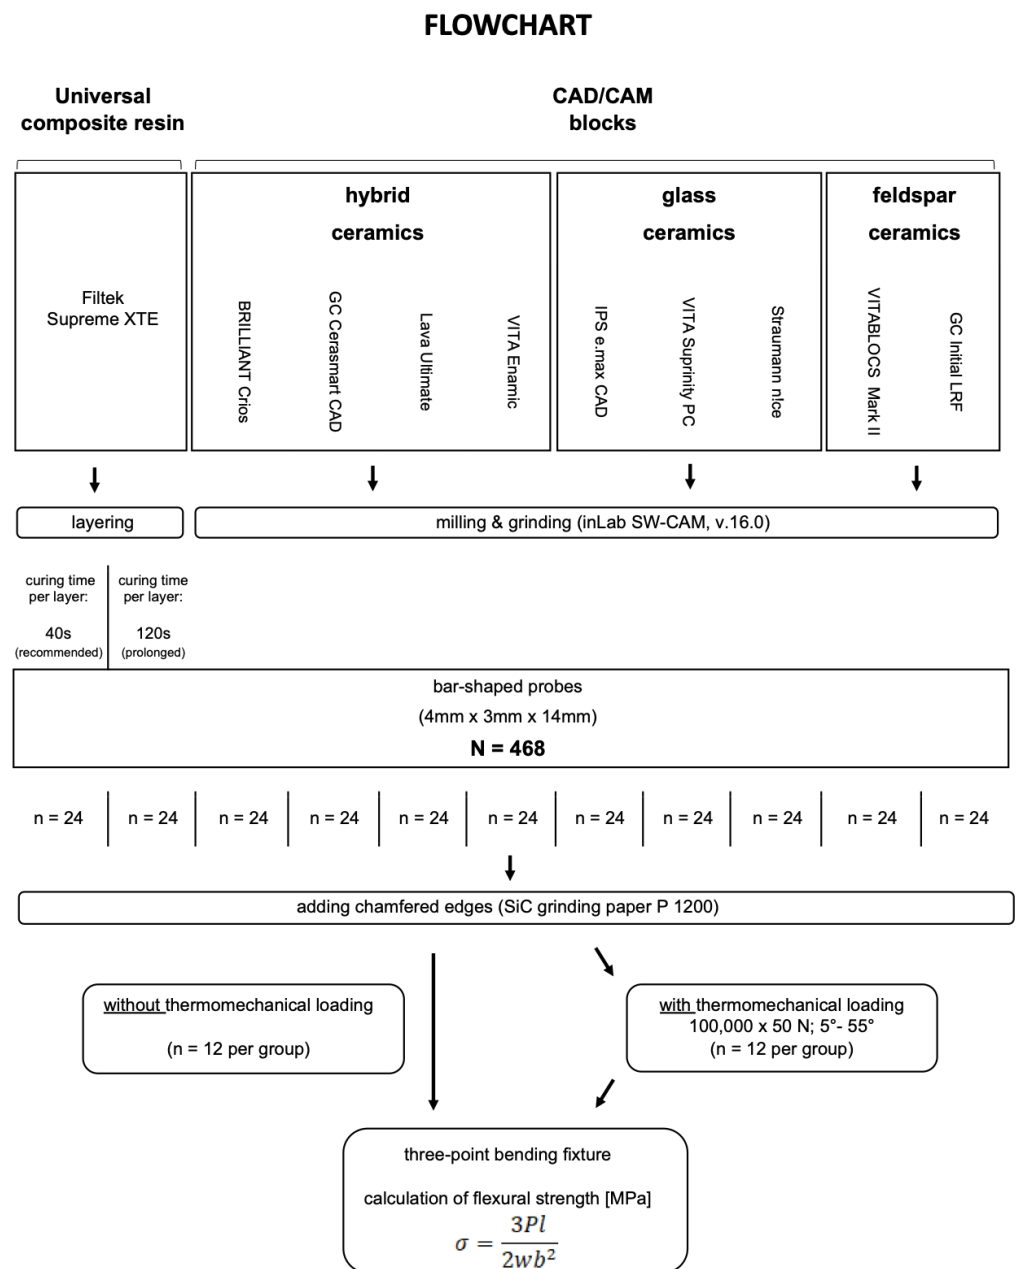 FLOWCHART
Universal
composite resin
CAD/CAM
blocks
Filtek
Supreme XTE
hybrid
ceramics
BRILLIANT Crios
GC Cerasmart CAD
Lava Ultimate
VITA Enamic
glass
ceramics
IPS e.max CAD
VITA Suprinity PC
Straumann n!ce
feldspar
ceramics
VITABLOCS Mark II
GC Initial LRF
layering
milling & grinding (inLab SW-CAM, v.16.0)
curing time
per layer:
40s
(recommended)
curing time
per layer:
120s
(prolonged)
bar-shaped probes
(4mm x 3mm x 14mm)
N = 468
n = 24
n = 24
n = 24
n = 24
n = 24
n = 24
n = 24
n = 24
n = 24
n = 24
n = 24
adding chamfered edges (SiC grinding paper P 1200)
without thermomechanical loading
(n = 12 per group)
with thermomechanical loading
100,000 x 50 N; 5°- 55°
(n = 12 per group)
three-point bending fixture
calculation of flexural strength [MPa]
σ = 3Pl / 2wb²